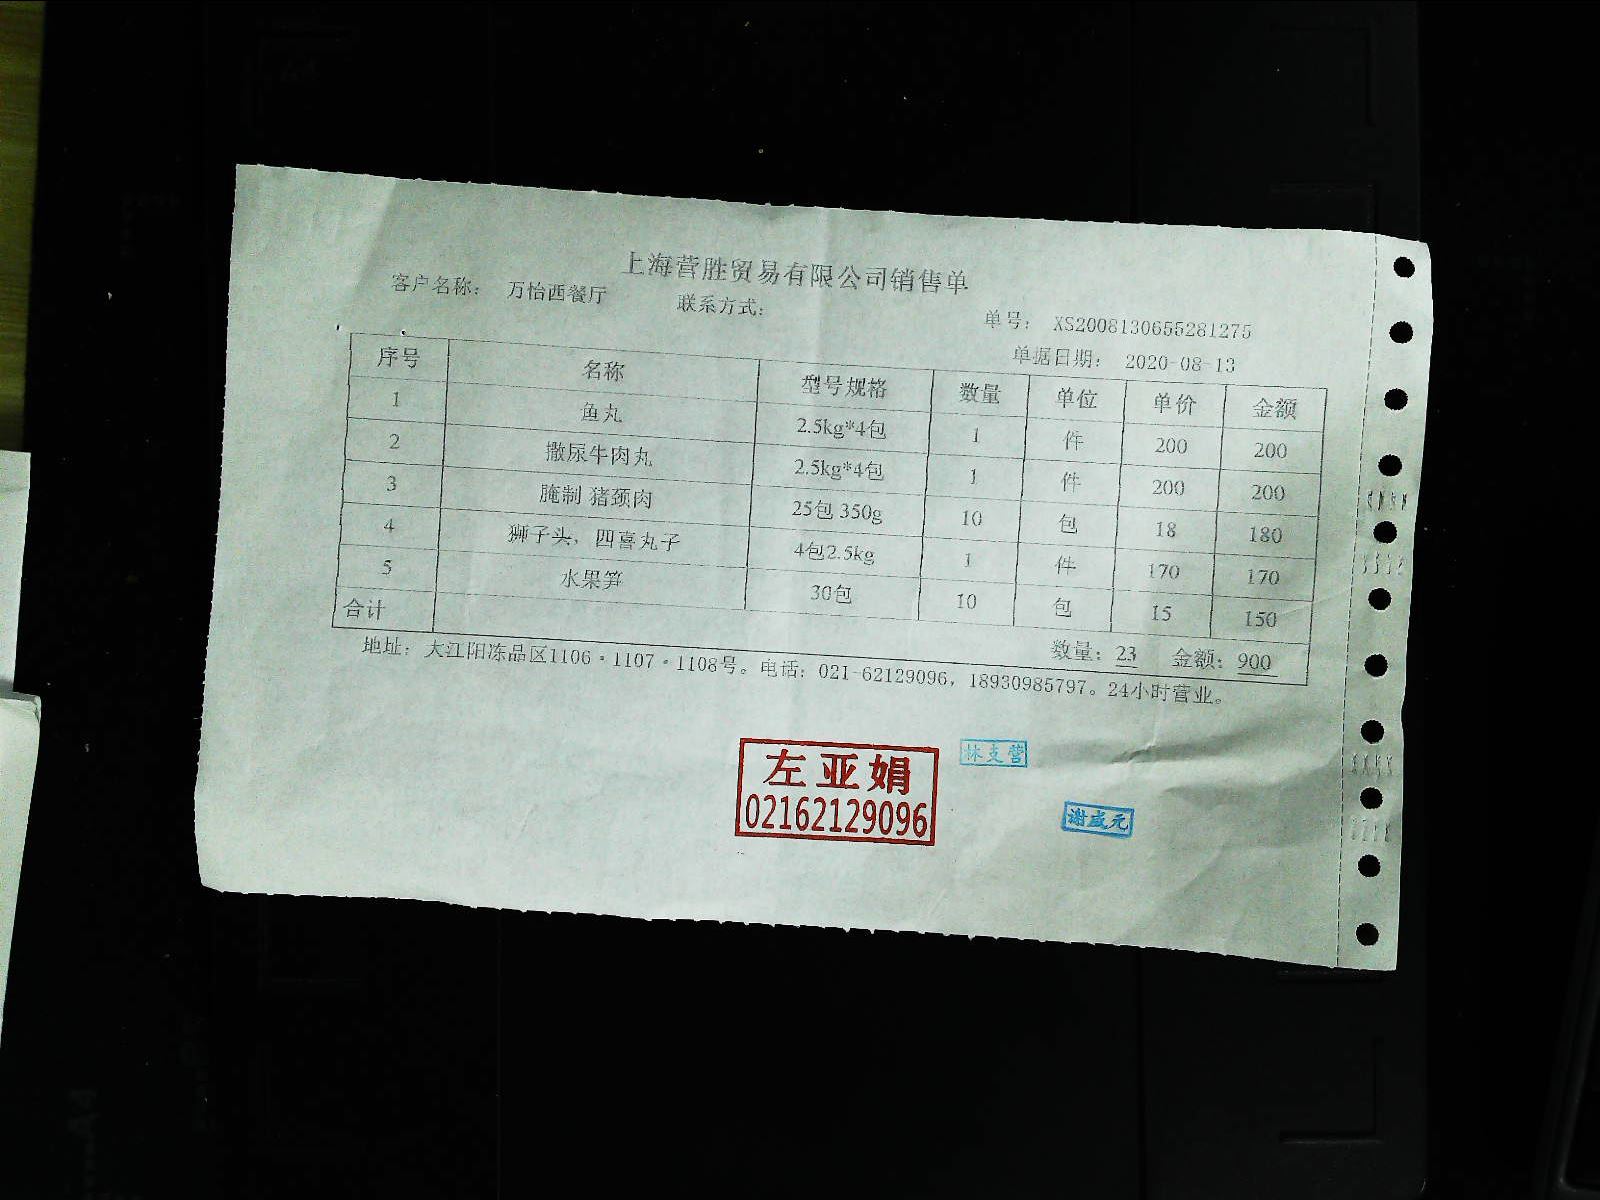 上海营胜贸易有限公司销售单
客户名称： 万怡西餐厅 联系方式：
单号： XS2008130655281275
单据日期： 2020-08-13
序号 名称 型号规格 数量 单位 单价 金额
1 鱼丸 2.5kg*4包 1 件 200 200
2 撒尿牛肉丸 2.5kg*4包 1 件 200 200
3 腌制 猪颈肉 25包 350g 10 包 18 180
4 狮子头，四喜丸子 4包2.5kg 1 件 170 170
5 水果笋 30包 10 包 15 150
合计 数量：23 金额：900
地址： 大江阳冻品区1106·1107·1108号。电话：021-62129096，18930985797。24小时营业。
左亚娟
02162129096
林支营
谢成元